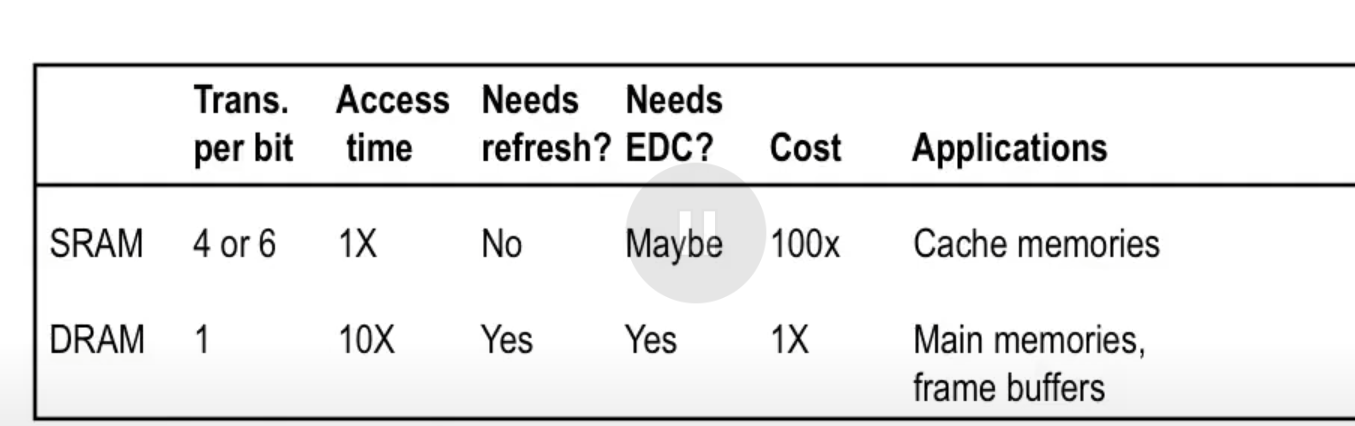 Trans. Access Needs Needs
per bit time refresh? EDC? Cost Applications
SRAM 4 or 6 1X No Maybe 100x Cache memories
DRAM 1 10X Yes Yes 1X Main memories,
frame buffers